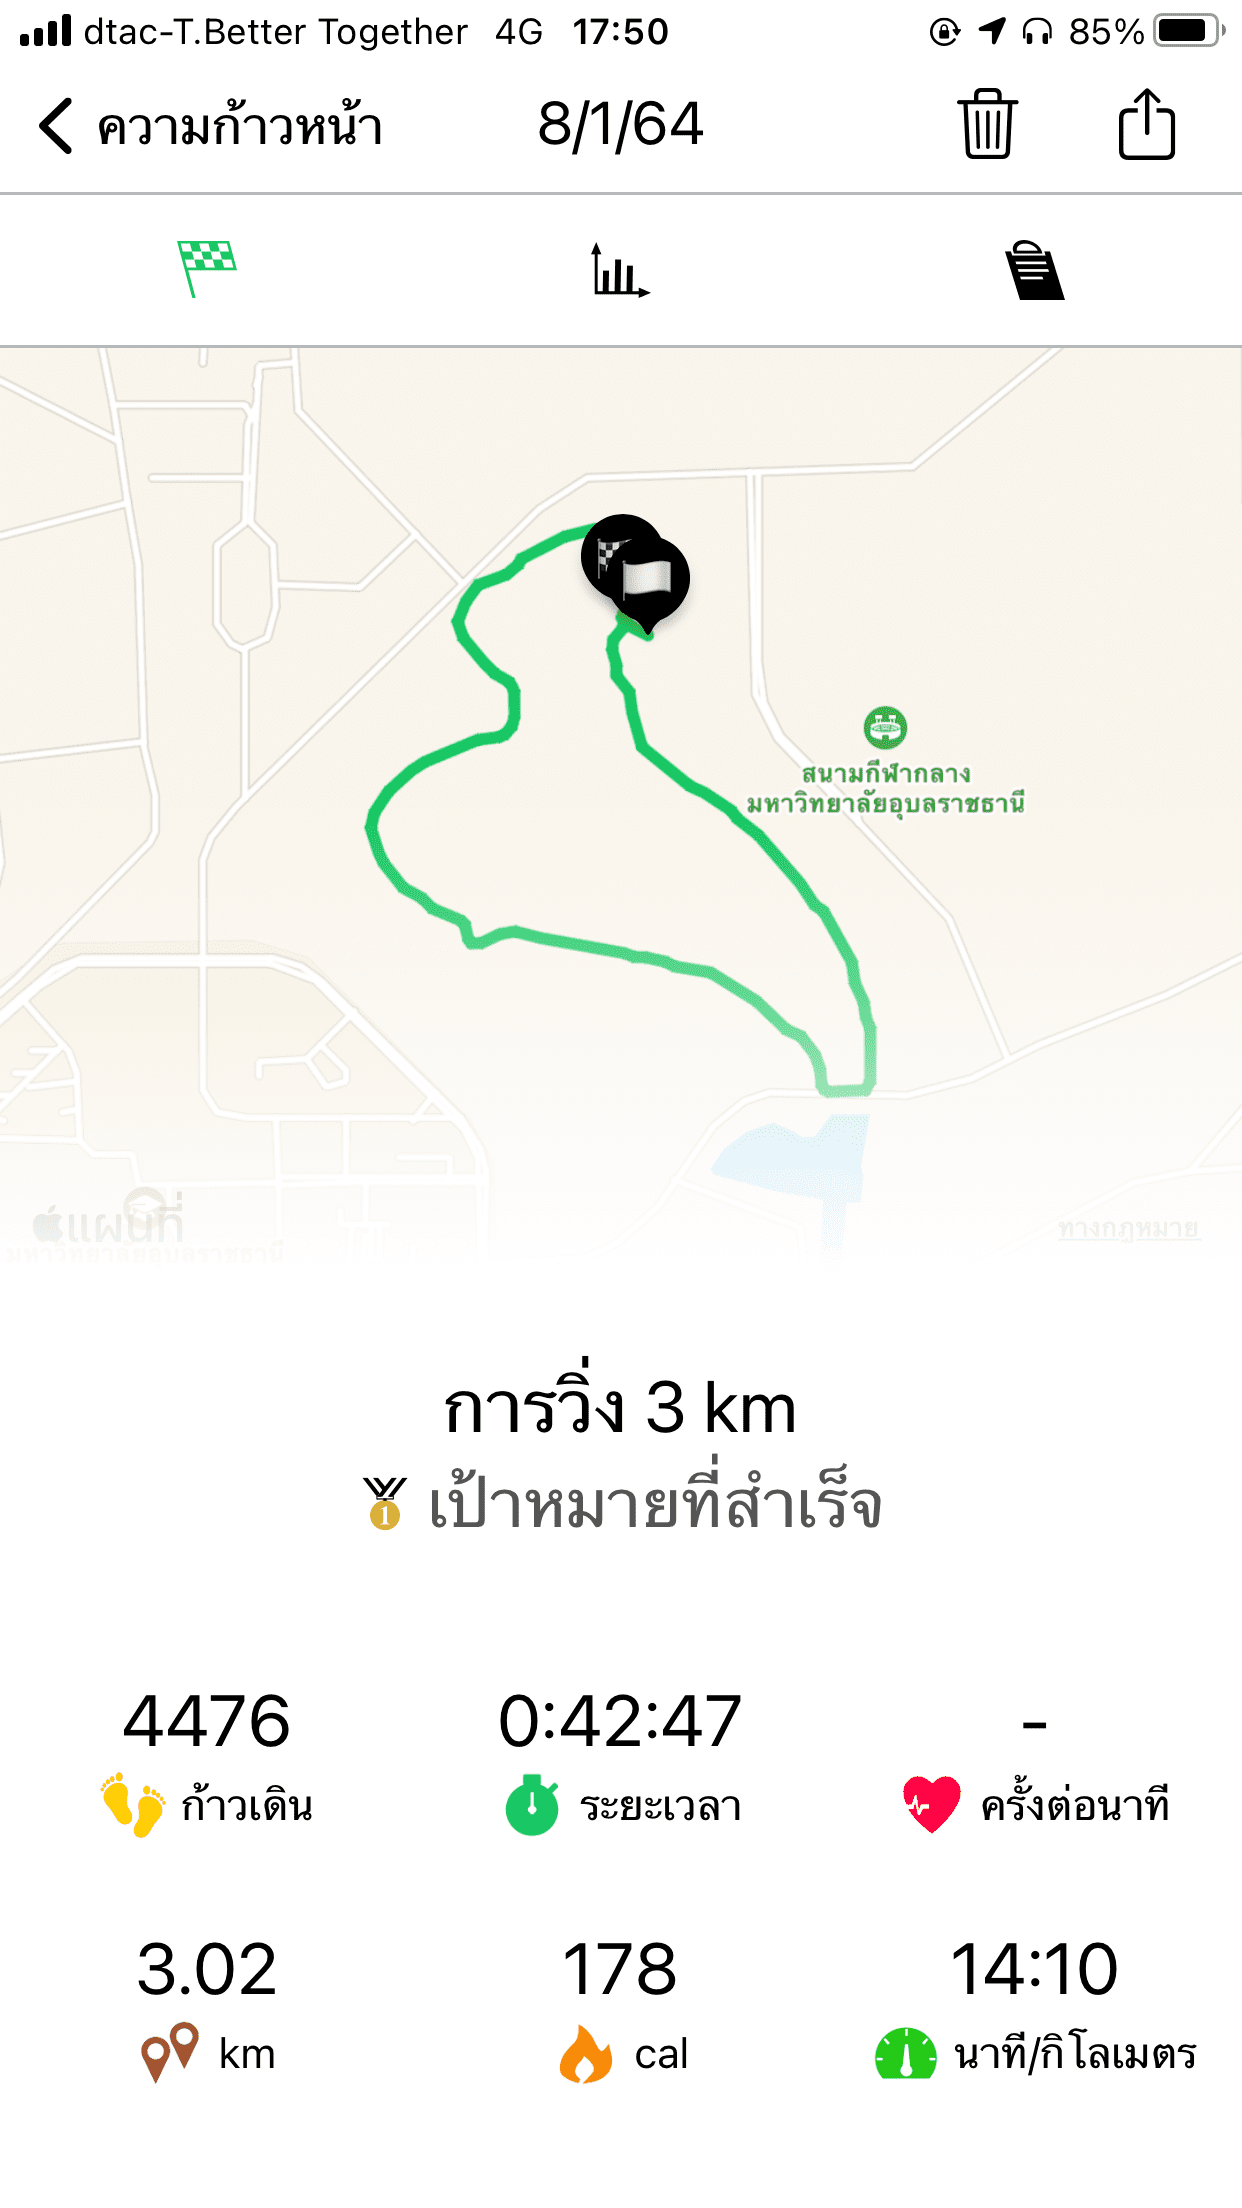 dtac-T.Better Together 4G 17:50 85%
ความก้าวหน้า 8/1/64
สนามกีฬากลาง
มหาวิทยาลัยอุบลราชธานี
แผนที่
มหาวิทยาลัยอุบลราชธานี
ทางกฎหมาย
การวิ่ง 3 km
1 เป้าหมายที่สำเร็จ
4476 0:42:47 -
ก้าวเดิน ระยะเวลา ครั้งต่อนาที
3.02 178 14:10
km cal นาที/กิโลเมตร